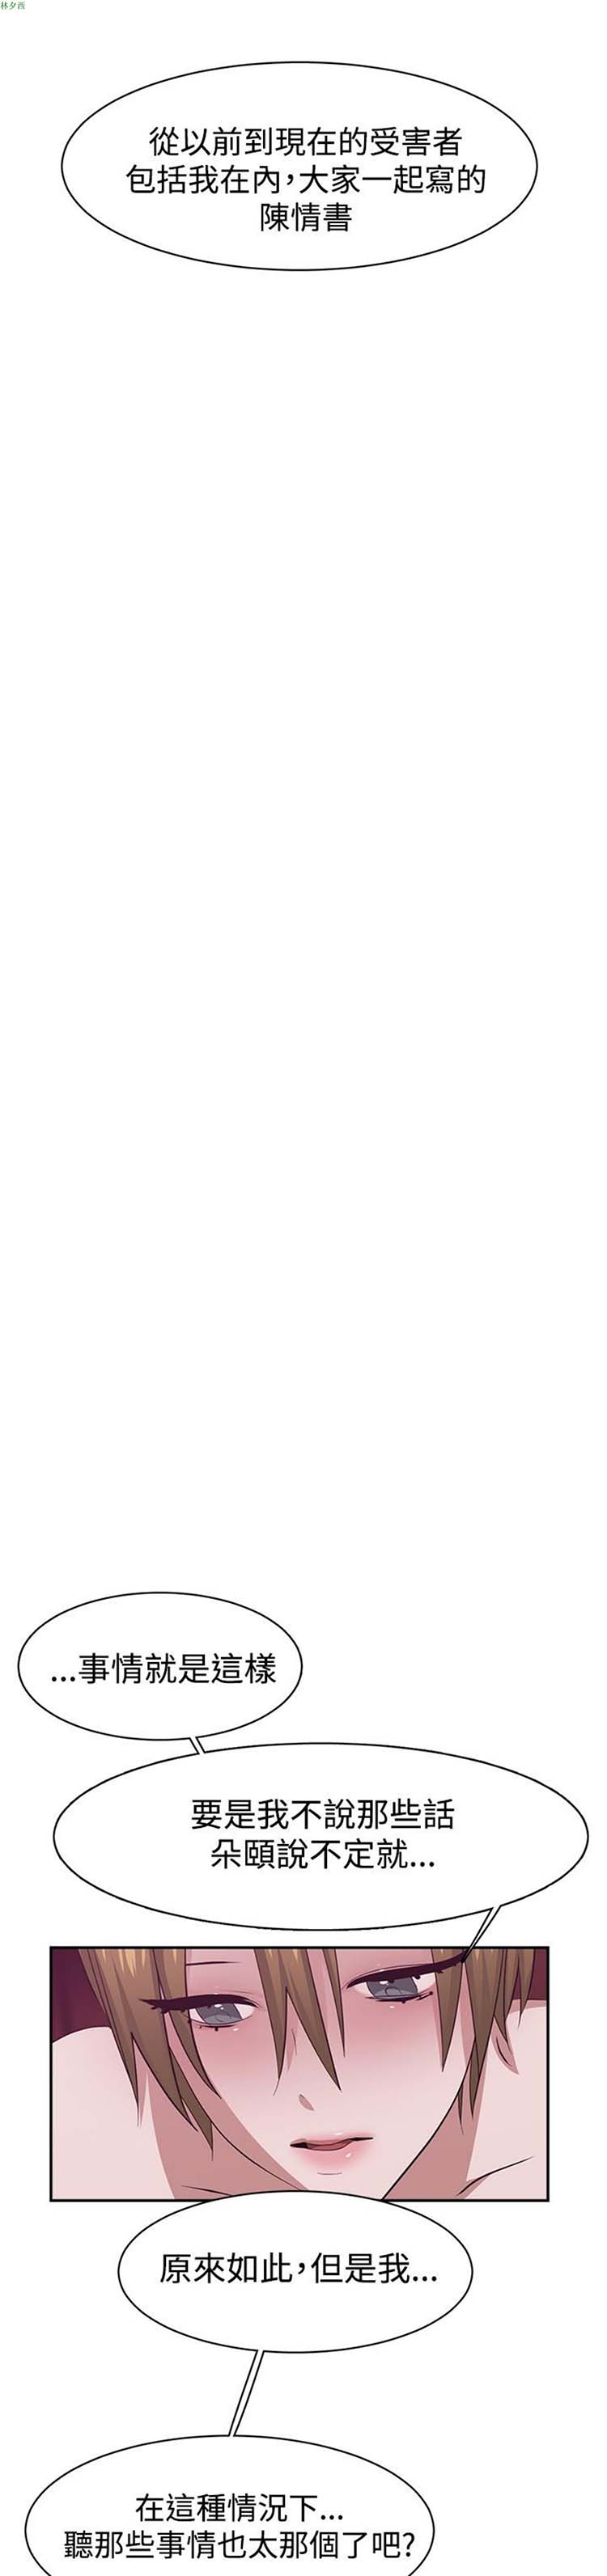 林夕西
從以前到現在的受害者
包括我在內，大家一起寫的
陳情書
…事情就是這樣
要是我不說那些話
朵頤說不定就…
原來如此，但是我…
在這種情況下…
聽那些事情也太那個了吧?